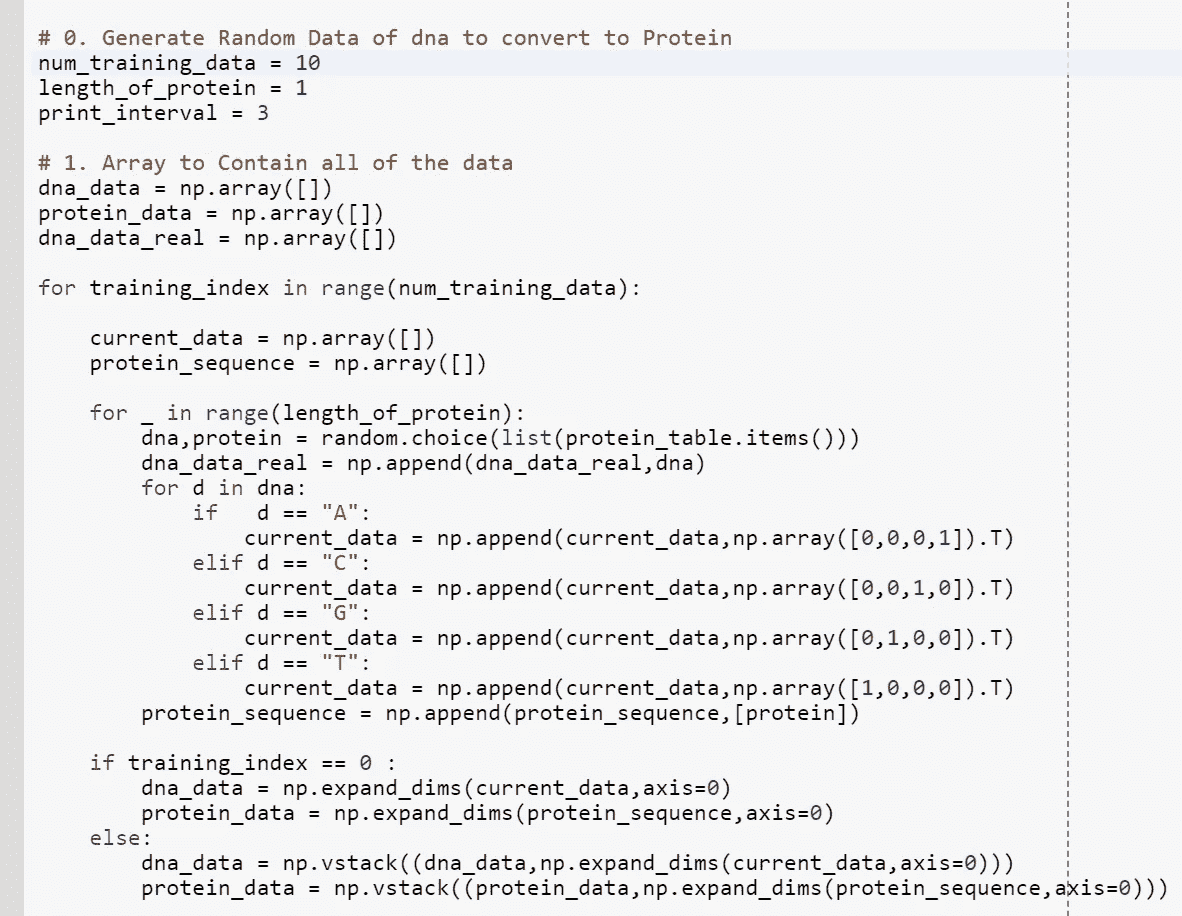 # 0. Generate Random Data of dna to convert to Protein
num_training_data = 10
length_of_protein = 1
print_interval = 3
# 1. Array to Contain all of the data
dna_data = np.array([])
protein_data = np.array([])
dna_data_real = np.array([])
for training_index in range(num_training_data):
current_data = np.array([])
protein_sequence = np.array([])
for _ in range(length_of_protein):
dna,protein = random.choice(list(protein_table.items()))
dna_data_real = np.append(dna_data_real,dna)
for d in dna:
if   d == "A":
current_data = np.append(current_data,np.array([0,0,0,1]).T)
elif d == "C":
current_data = np.append(current_data,np.array([0,0,1,0]).T)
elif d == "G":
current_data = np.append(current_data,np.array([0,1,0,0]).T)
elif d == "T":
current_data = np.append(current_data,np.array([1,0,0,0]).T)
protein_sequence = np.append(protein_sequence,[protein])
if training_index == 0 :
dna_data = np.expand_dims(current_data,axis=0)
protein_data = np.expand_dims(protein_sequence,axis=0)
else:
dna_data = np.vstack((dna_data,np.expand_dims(current_data,axis=0)))
protein_data = np.vstack((protein_data,np.expand_dims(protein_sequence,axis=0)))